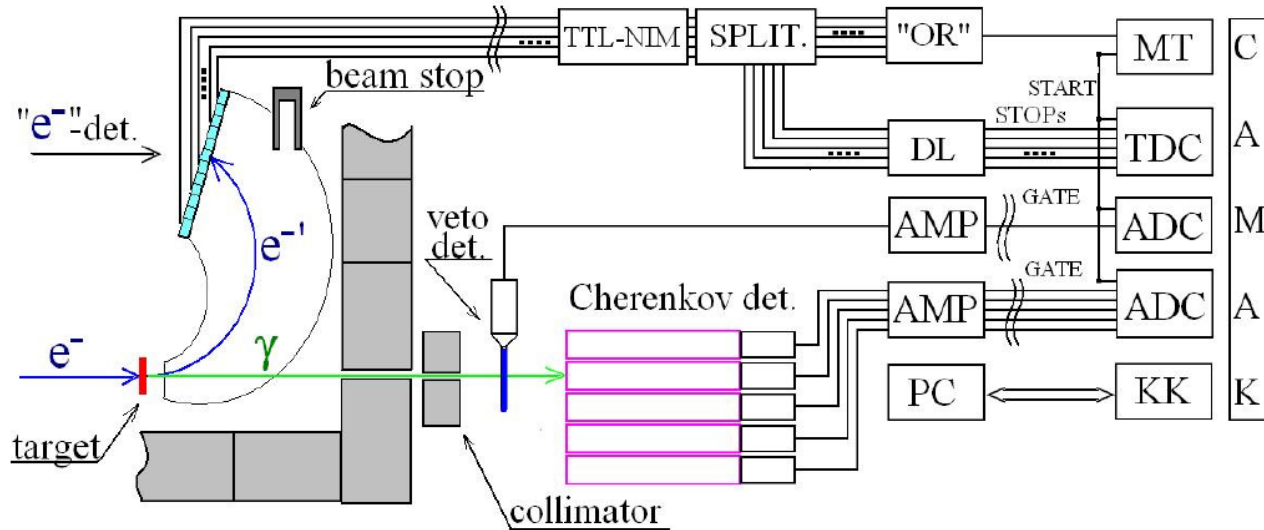 TTL-NIM
SPLIT.
"OR"
MT
C
beam stop
START
"e⁻"-det.
STOPs
DL
TDC
A
e⁻'
veto
det.
AMP
GATE
ADC
M
Cherenkov det.
GATE
AMP
ADC
A
e⁻
γ
PC
KK
K
target
collimator